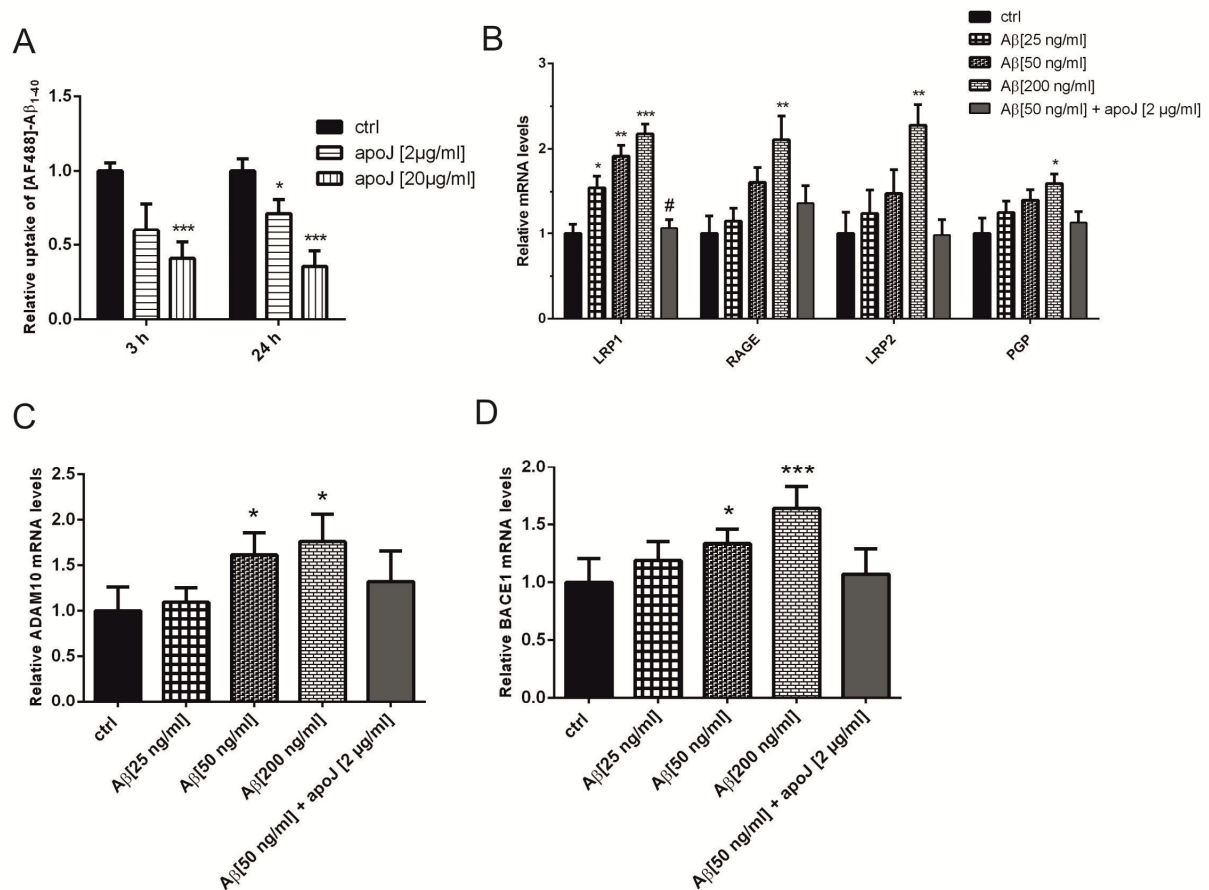 A
Relative uptake of [AF488]-Aβ1-40
1.5
1.0
0.5
0.0
ctrl
apoJ [2µg/ml]
apoJ [20µg/ml]
***
*
***
3 h
24 h
B
Relative mRNA levels
3
2
1
0
ctrl
Aβ[25 ng/ml]
Aβ[50 ng/ml]
Aβ[200 ng/ml]
Aβ[50 ng/ml] + apoJ [2 µg/ml]
*
**
***
#
**
**
*
LRP1
RAGE
LRP2
PGP
C
Relative ADAM10 mRNA levels
2.5
2.0
1.5
1.0
0.5
0.0
*
*
ctrl
Aβ[25 ng/ml]
Aβ[50 ng/ml]
Aβ[200 ng/ml]
Aβ[50 ng/ml] + apoJ [2 µg/ml]
D
Relative BACE1 mRNA levels
2.0
1.5
1.0
0.5
0.0
*
***
ctrl
Aβ[25 ng/ml]
Aβ[50 ng/ml]
Aβ[200 ng/ml]
Aβ[50 ng/ml] + apoJ [2 µg/ml]